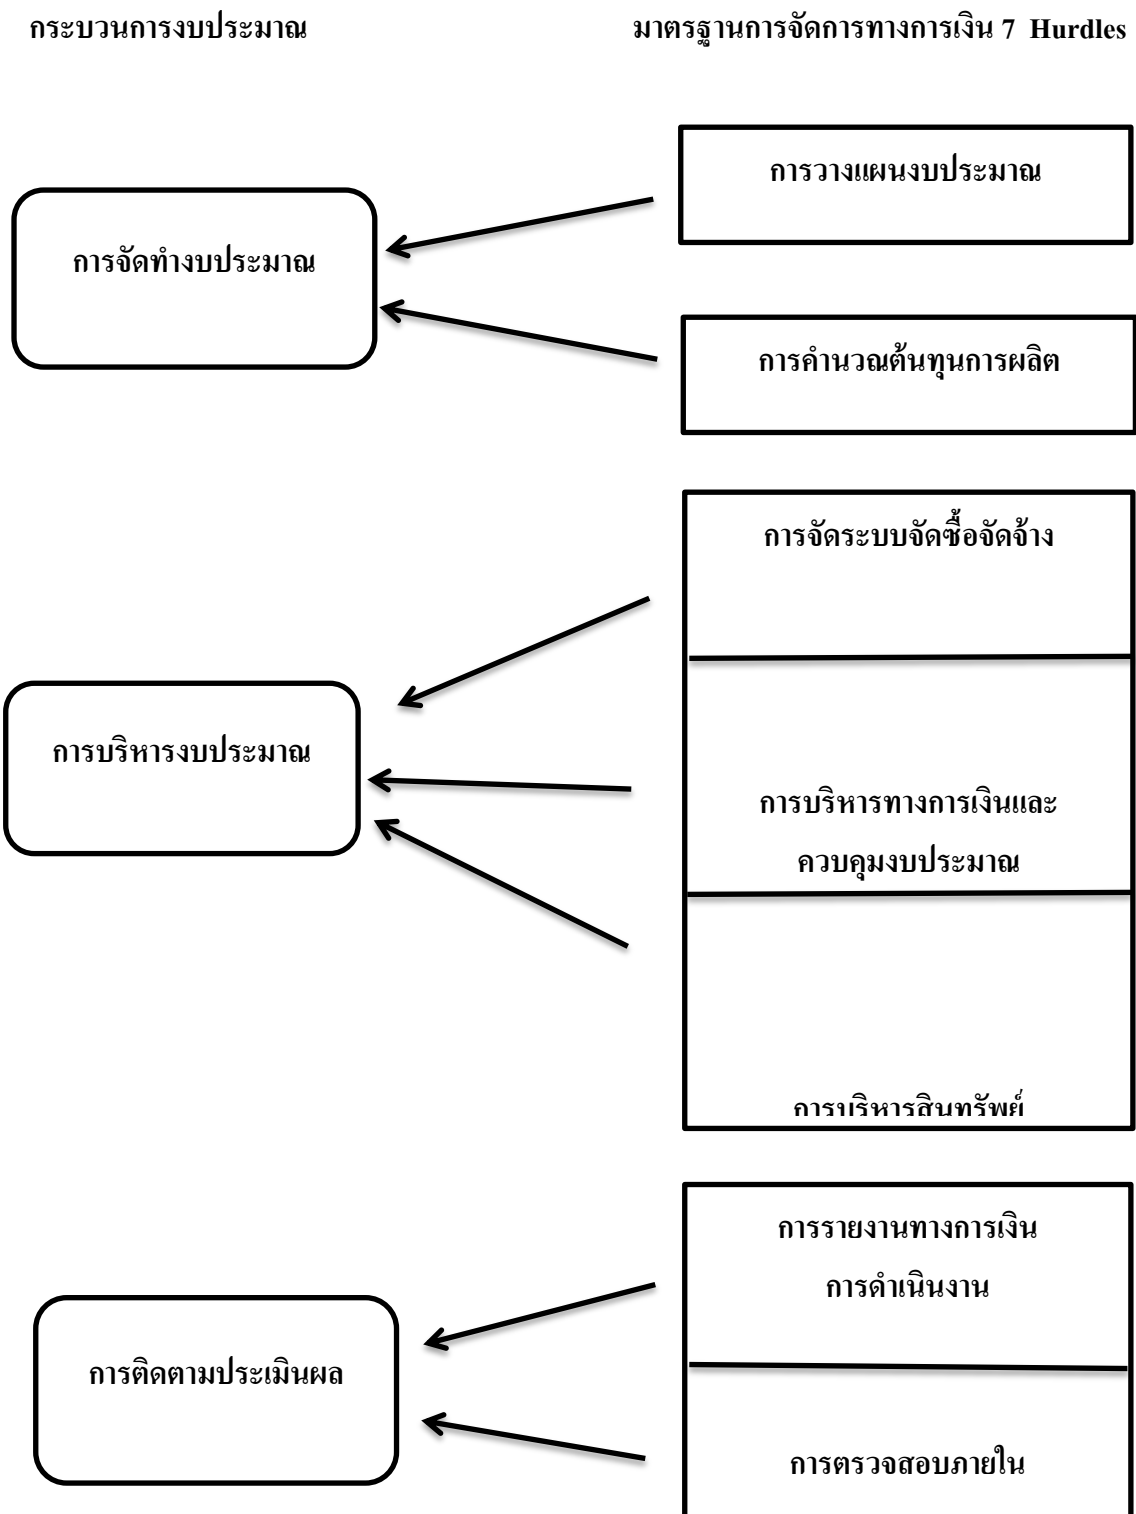 กระบวนการงบประมาณ
มาตรฐานการจัดการทางการเงิน 7 Hurdles
การวางแผนงบประมาณ
การจัดทำงบประมาณ
การคำนวณต้นทุนการผลิต
การจัดระบบจัดซื้อจัดจ้าง
การบริหารงบประมาณ
การบริหารทางการเงินและ
ควบคุมงบประมาณ
การบริหารสินทรัพย์
การรายงานทางการเงิน
การดำเนินงาน
การติดตามประเมินผล
การตรวจสอบภายใน